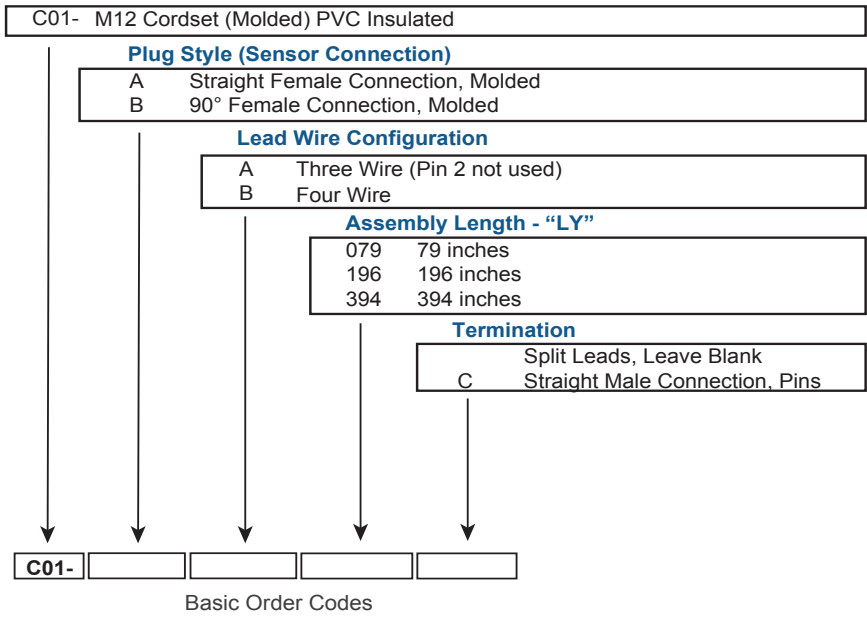 C01- M12 Cordset (Molded) PVC Insulated
Plug Style (Sensor Connection)
A Straight Female Connection, Molded
B 90° Female Connection, Molded
Lead Wire Configuration
A Three Wire (Pin 2 not used)
B Four Wire
Assembly Length - “LY”
079 79 inches
196 196 inches
394 394 inches
Termination
Split Leads, Leave Blank
C Straight Male Connection, Pins
C01-
Basic Order Codes